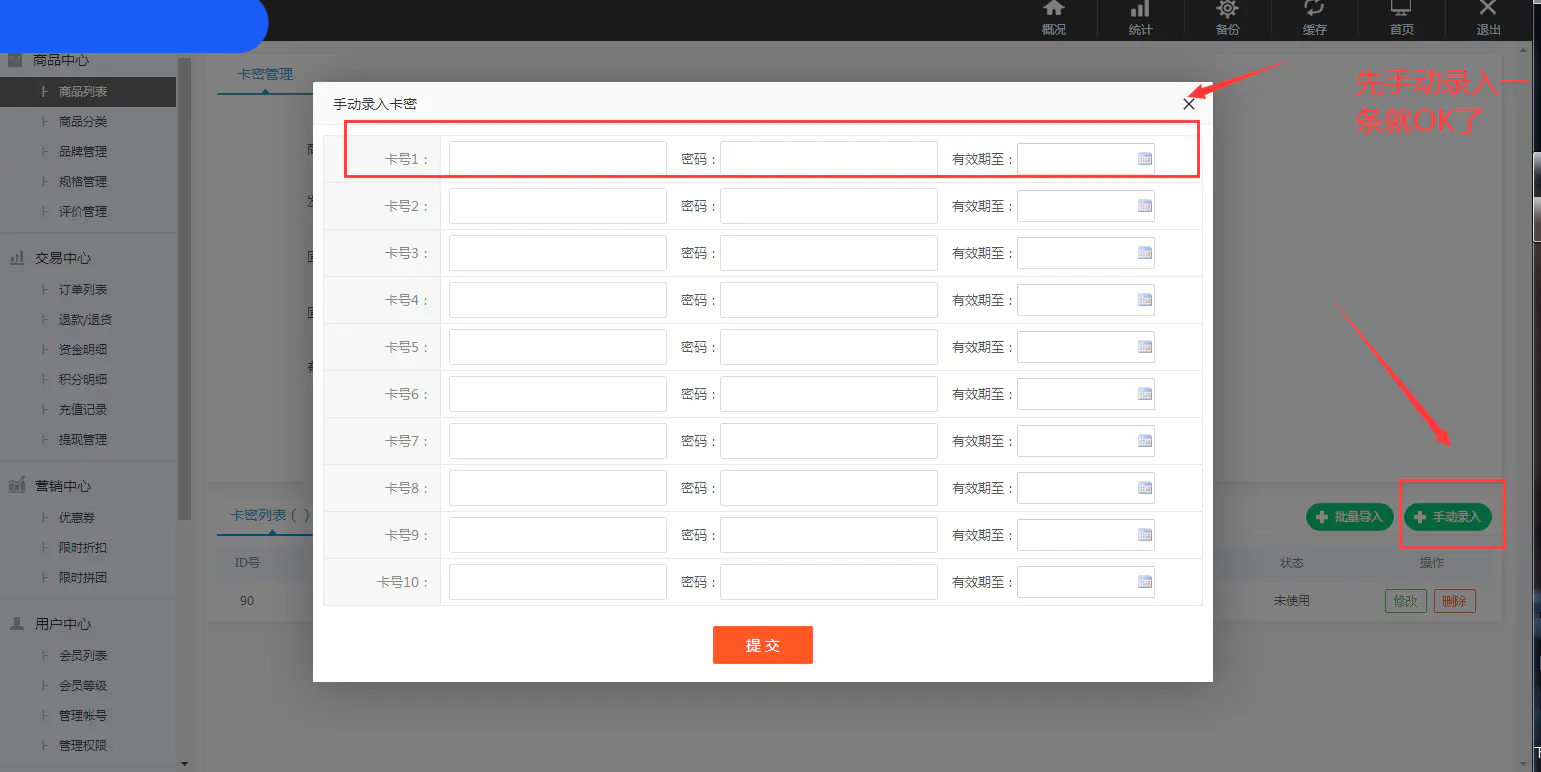 概况 统计 备份 缓存 首页 退出
商品中心
商品列表
商品分类
品牌管理
规格管理
评价管理
交易中心
订单列表
退款/退货
资金明细
积分明细
充值记录
提现管理
营销中心
优惠券
限时折扣
限时拼团
用户中心
会员列表
会员等级
管理帐号
管理权限
卡密管理
先手动录入一
条就OK了
手动录入卡密
卡号1： 密码： 有效期至：
卡号2： 密码： 有效期至：
卡号3： 密码： 有效期至：
卡号4： 密码： 有效期至：
卡号5： 密码： 有效期至：
卡号6： 密码： 有效期至：
卡号7： 密码： 有效期至：
卡号8： 密码： 有效期至：
卡号9： 密码： 有效期至：
卡号10： 密码： 有效期至：
提 交
卡密列表 ( )
批量导入 手动录入
ID号 状态 操作
90 未使用 修改 删除